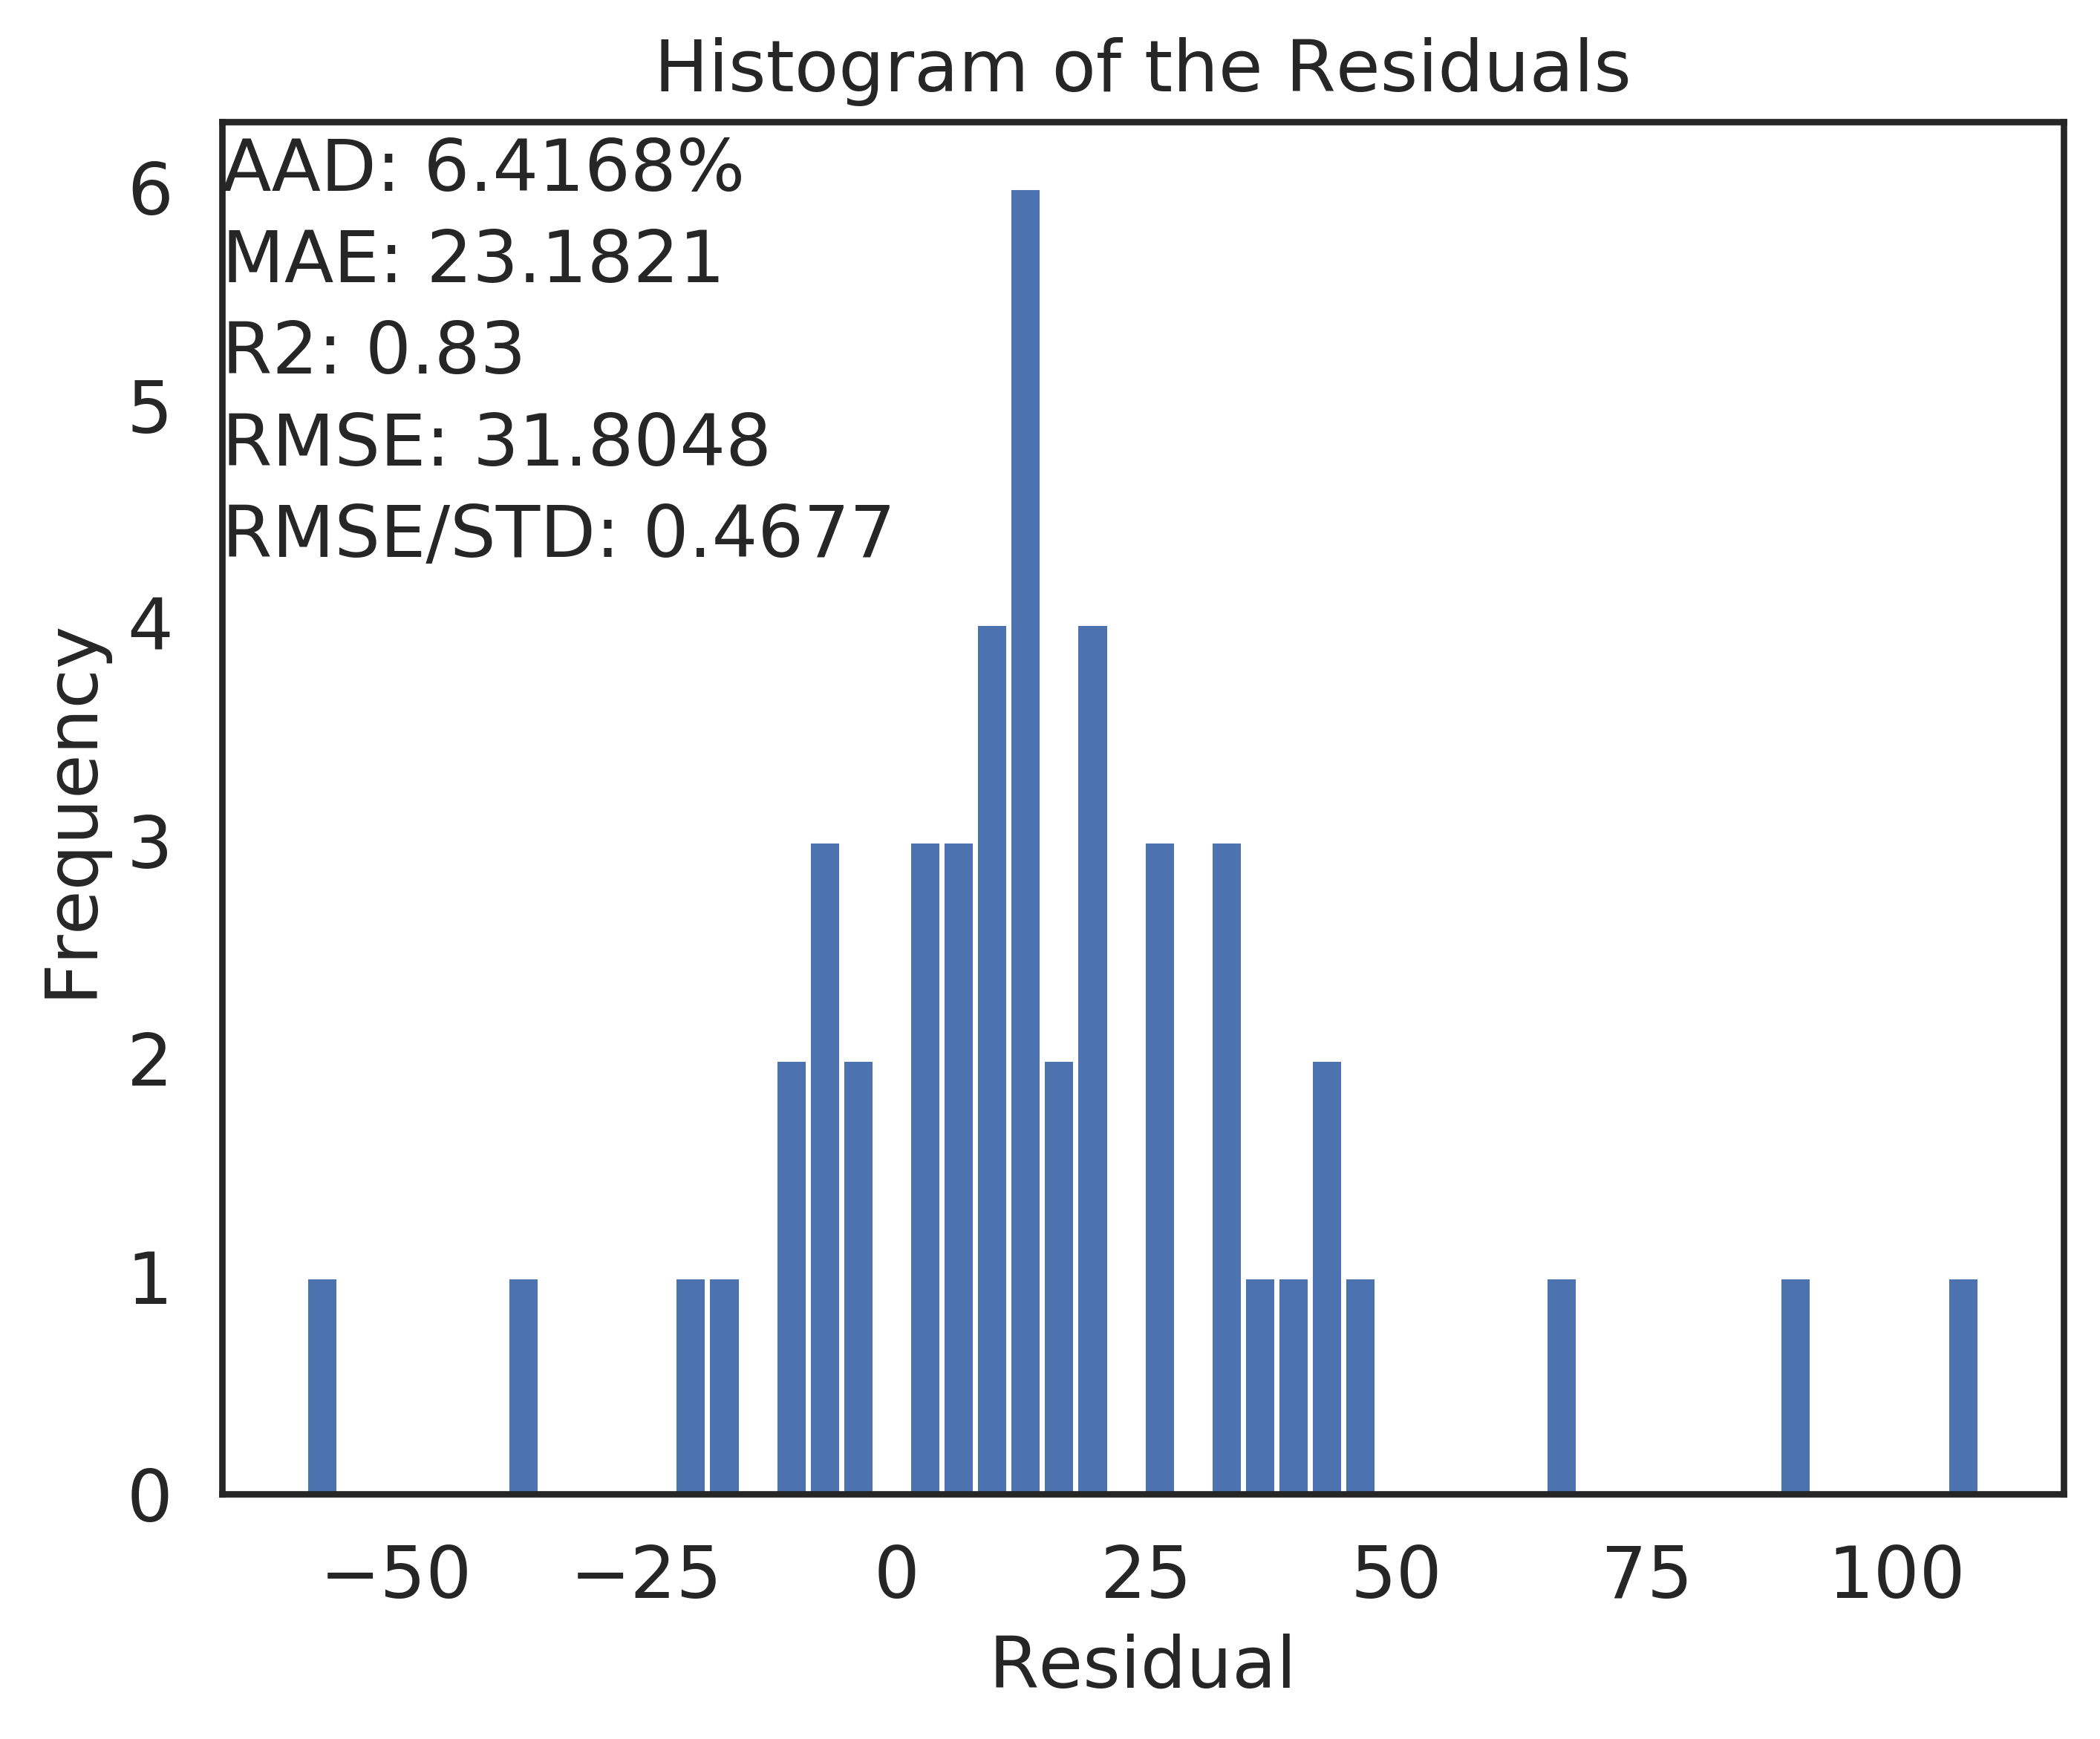 Histogram of the Residuals
AAD: 6.4168%
MAE: 23.1821
R2: 0.83
RMSE: 31.8048
RMSE/STD: 0.4677
6
5
4
3
2
1
0
Frequency
−50 −25 0 25 50 75 100
Residual